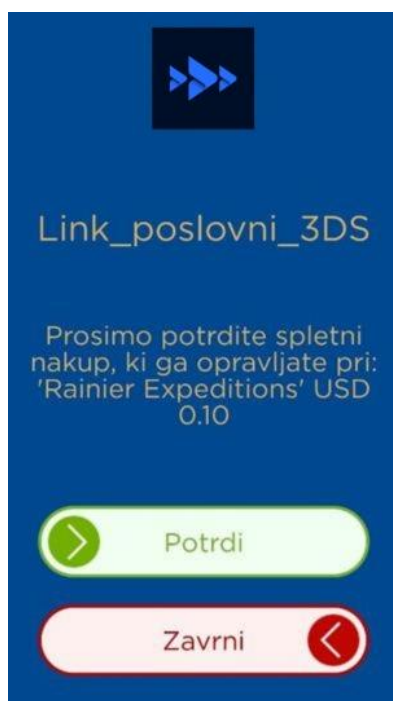 Link_poslovni_3DS
Prosimo potrdite spletni
nakup, ki ga opravljate pri:
'Rainier Expeditions' USD
0.10
Potrdi
Zavrni